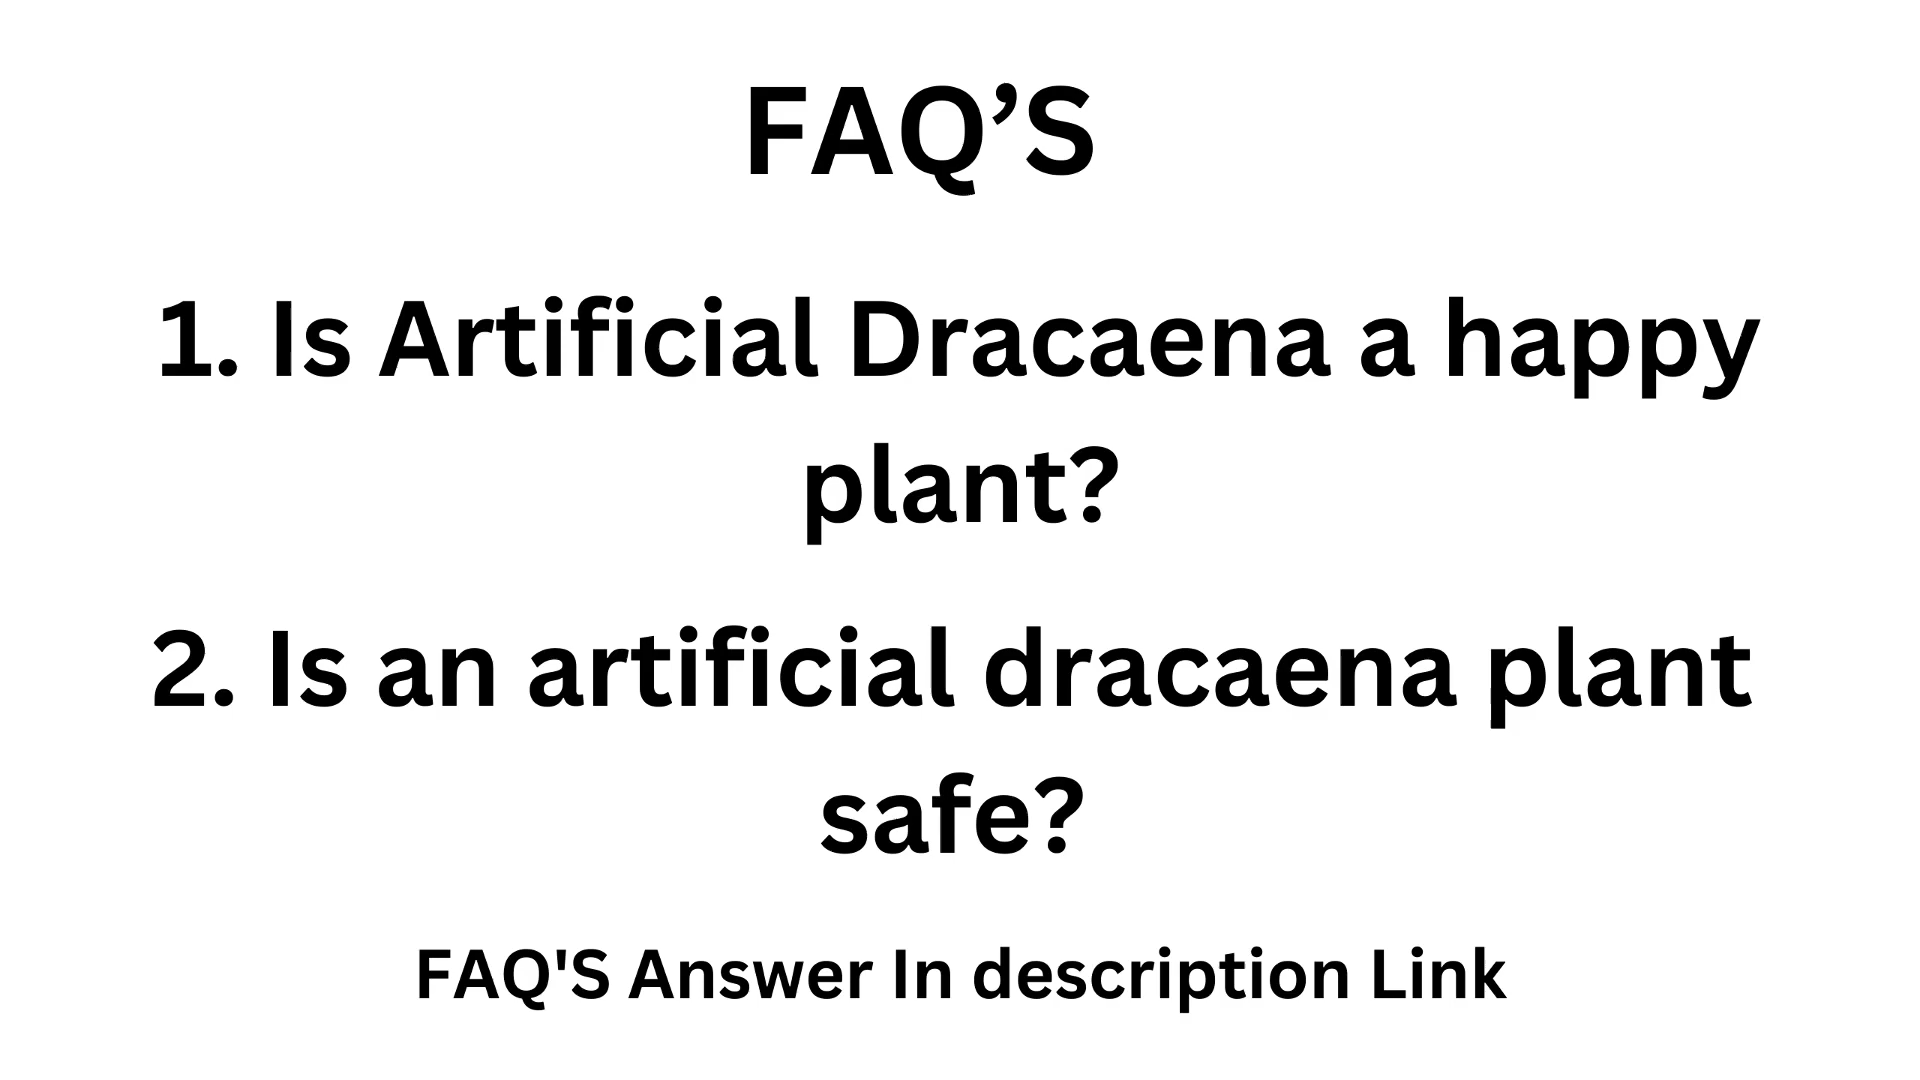 FAQ’S
1. Is Artificial Dracaena a happy
plant?
2. Is an artificial dracaena plant
safe?
FAQ'S Answer In description Link